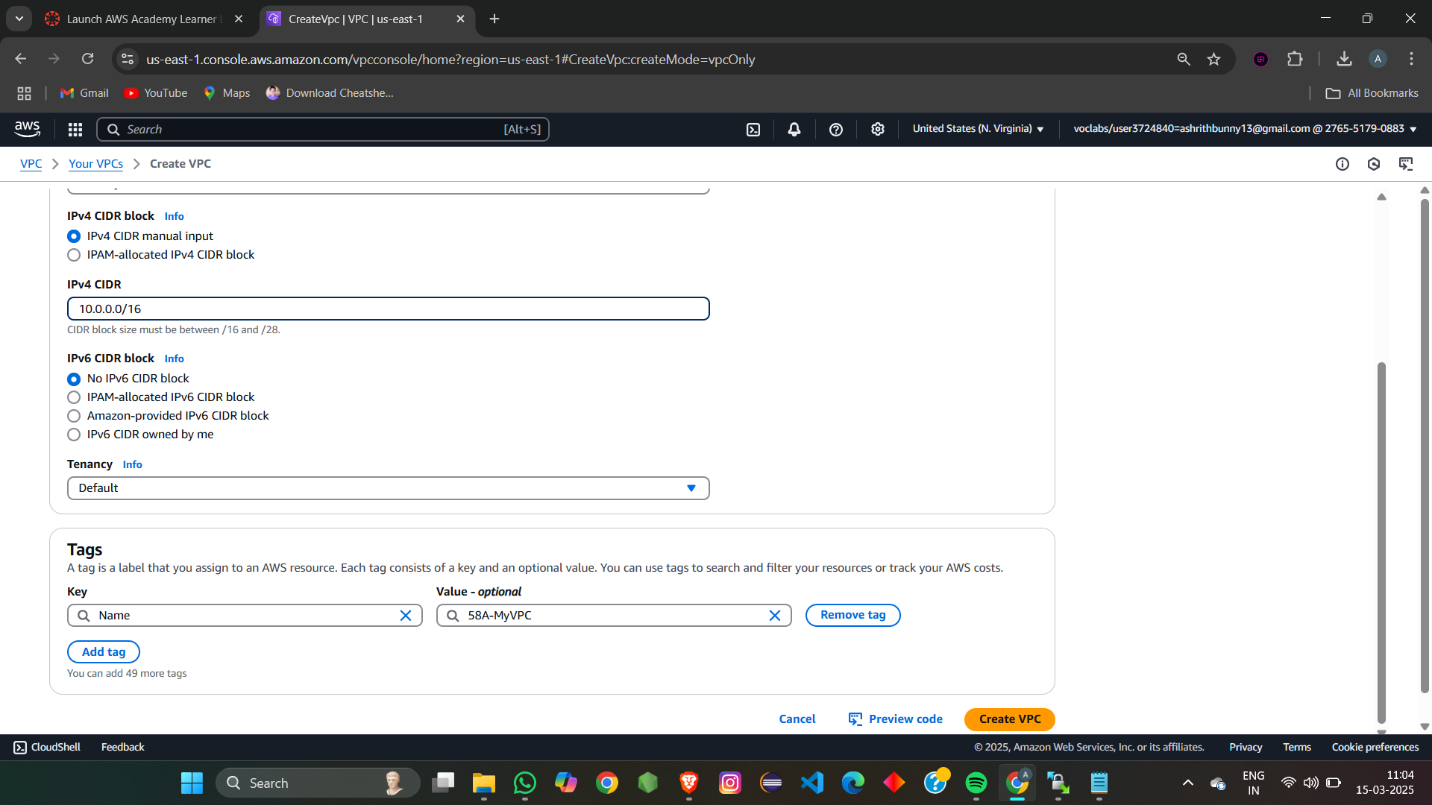 Launch AWS Academy Learner
CreateVpc | VPC | us-east-1
us-east-1.console.aws.amazon.com/vpcconsole/home?region=us-east-1#CreateVpc:createMode=vpcOnly
A
Gmail
YouTube
Maps
Download Cheatshe...
All Bookmarks
aws
Search
[Alt+S]
United States (N. Virginia)
voclabs/user3724840=ashrithbunny13@gmail.com @ 2765-5179-0883
VPC
Your VPCs
Create VPC
IPv4 CIDR block Info
IPv4 CIDR manual input
IPAM-allocated IPv4 CIDR block
IPv4 CIDR
10.0.0.0/16
CIDR block size must be between /16 and /28.
IPv6 CIDR block Info
No IPv6 CIDR block
IPAM-allocated IPv6 CIDR block
Amazon-provided IPv6 CIDR block
IPv6 CIDR owned by me
Tenancy Info
Default
Tags
A tag is a label that you assign to an AWS resource. Each tag consists of a key and an optional value. You can use tags to search and filter your resources or track your AWS costs.
Key
Value - optional
Name
58A-MyVPC
Remove tag
Add tag
You can add 49 more tags
Cancel
Preview code
Create VPC
CloudShell
Feedback
© 2025, Amazon Web Services, Inc. or its affiliates.
Privacy
Terms
Cookie preferences
Search
A
ENG
IN
11:04
15-03-2025